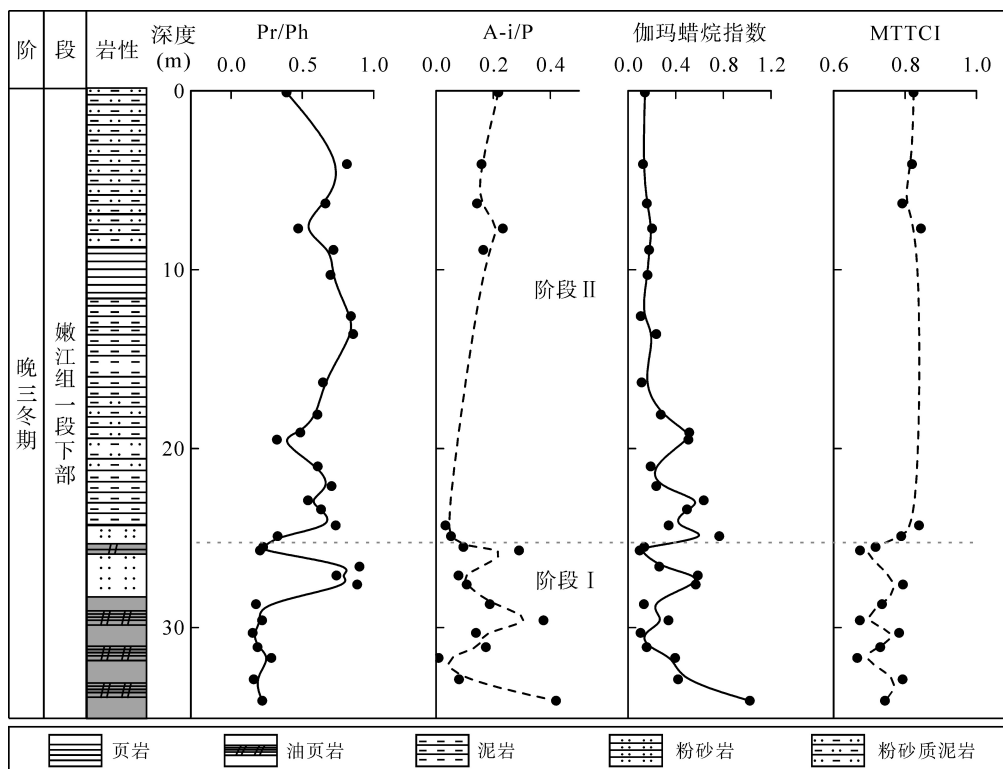 阶 段 岩性 深度(m) Pr/Ph A-i/P 伽玛蜡烷指数 MTTCI
0.0 0.5 1.0 0.0 0.2 0.4 0.0 0.4 0.8 1.2 0.6 0.8 1.0
0
10
阶段Ⅱ
晚三冬期
嫩江组一段下部
20
阶段Ⅰ
30
页岩 油页岩 泥岩 粉砂岩 粉砂质泥岩